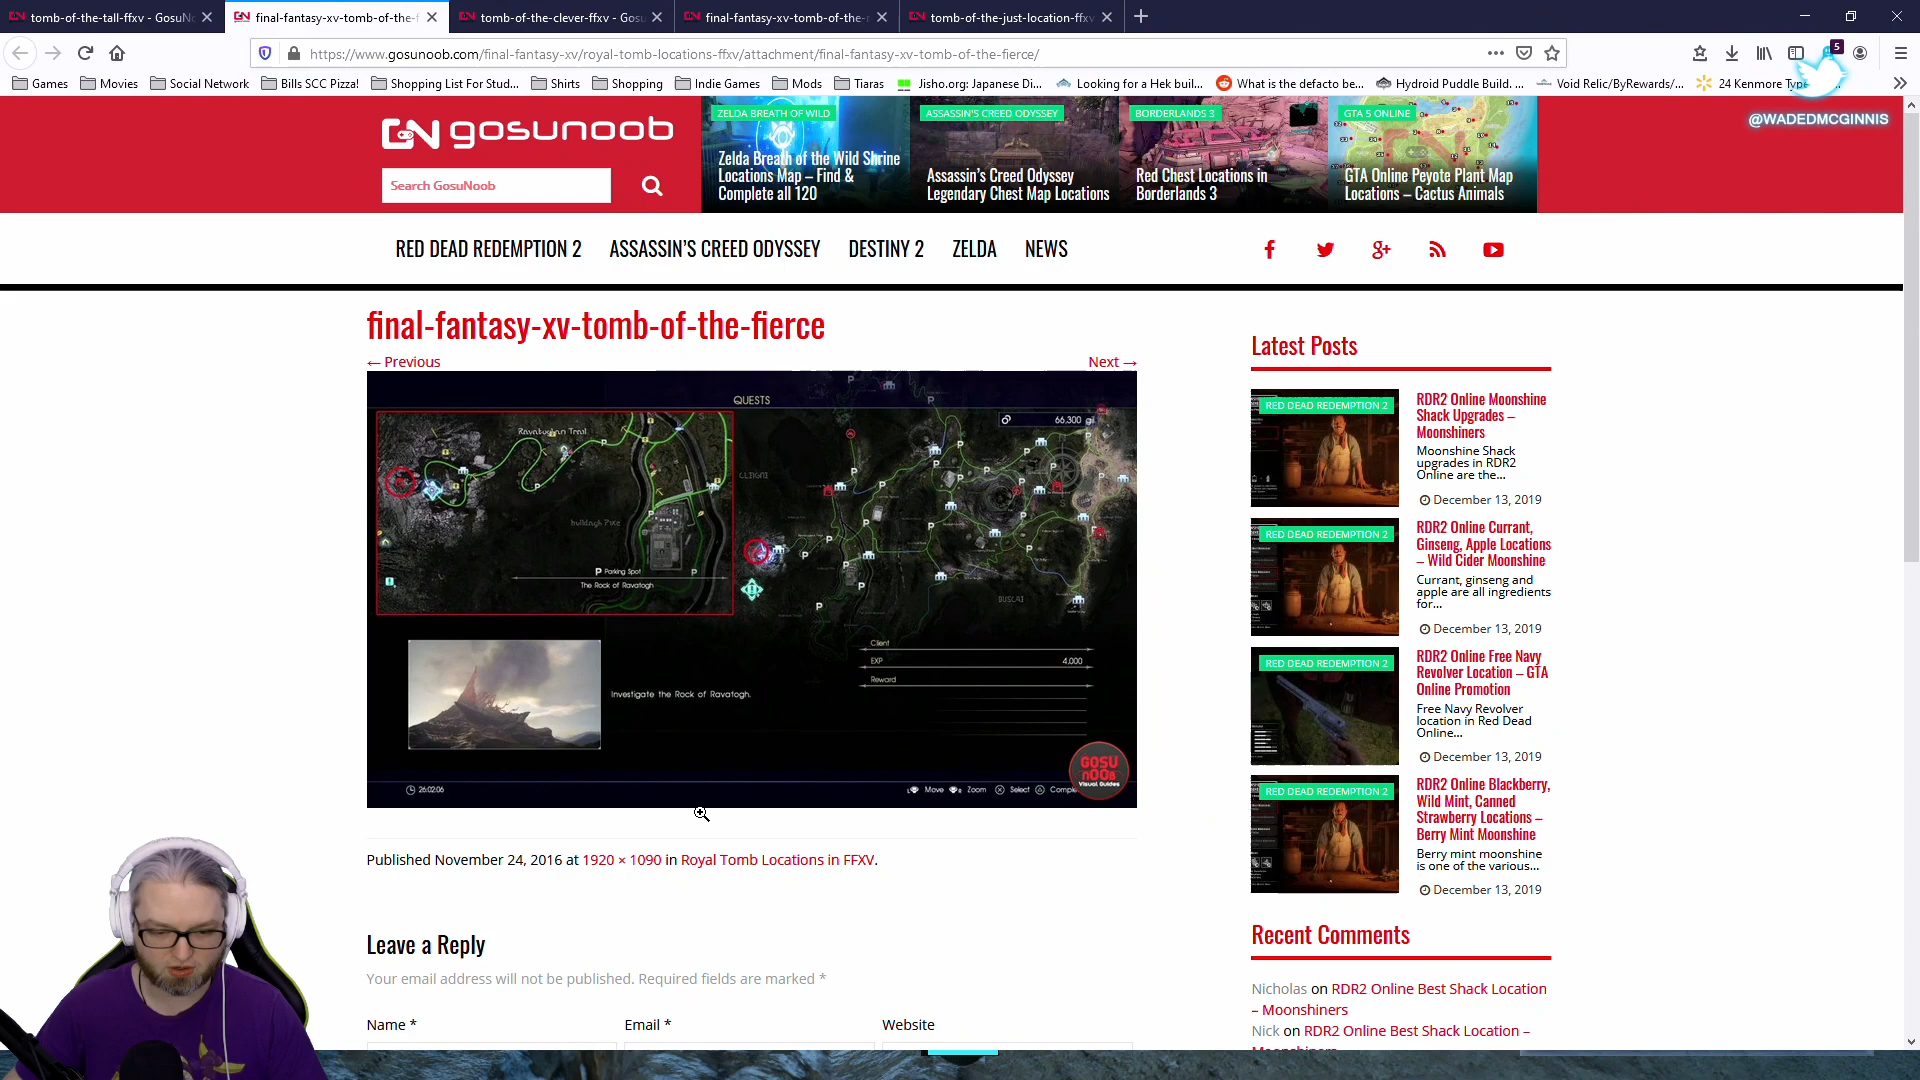 tomb-of-the-tall-ffxv - GosuN
final-fantasy-xv-tomb-of-the-f
tomb-of-the-clever-ffxv - Gosu
final-fantasy-xv-tomb-of-the-
tomb-of-the-just-location-ffxv
https://www.gosunoob.com/final-fantasy-xv/royal-tomb-locations-ffxv/attachment/final-fantasy-xv-tomb-of-the-fierce/
5
Games
Movies
Social Network
Bills SCC Pizza!
Shopping List For Stud...
Shirts
Shopping
Indie Games
Mods
Tiaras
Jisho.org: Japanese Di...
Looking for a Hek buil...
What is the defacto be...
Hydroid Puddle Build. ...
Void Relic/ByRewards/...
24 Kenmore Type
@WADEDMCGINNIS
GN gosunoob
Search GosuNoob
ZELDA BREATH OF WILD
Zelda Breath of the Wild Shrine
Locations Map – Find &
Complete all 120
ASSASSIN'S CREED ODYSSEY
Assassin's Creed Odyssey
Legendary Chest Map Locations
BORDERLANDS 3
Red Chest Locations in
Borderlands 3
GTA 5 ONLINE
GTA Online Peyote Plant Map
Locations – Cactus Animals
RED DEAD REDEMPTION 2
ASSASSIN'S CREED ODYSSEY
DESTINY 2
ZELDA
NEWS
final-fantasy-xv-tomb-of-the-fierce
← Previous
Next →
QUESTS
66,300 gil
Ravatoghan Trail
CLEIGNE
P Parking Spot
The Rock of Ravatogh
Client
EXP 4,000
Reward
Investigate the Rock of Ravatogh.
26:02:06
Move
Zoom
Select
GOSU
nOOB
Visual Guides
Published November 24, 2016 at 1920 × 1090 in Royal Tomb Locations in FFXV.
Leave a Reply
Your email address will not be published. Required fields are marked *
Name *
Email *
Website
Latest Posts
RED DEAD REDEMPTION 2
RDR2 Online Moonshine
Shack Upgrades –
Moonshiners
Moonshine Shack
upgrades in RDR2
Online are the...
December 13, 2019
RED DEAD REDEMPTION 2
RDR2 Online Currant,
Ginseng, Apple Locations
– Wild Cider Moonshine
Currant, ginseng and
apple are all ingredients
for...
December 13, 2019
RED DEAD REDEMPTION 2
RDR2 Online Free Navy
Revolver Location – GTA
Online Promotion
Free Navy Revolver
location in Red Dead
Online...
December 13, 2019
RED DEAD REDEMPTION 2
RDR2 Online Blackberry,
Wild Mint, Canned
Strawberry Locations –
Berry Mint Moonshine
Berry mint moonshine
is one of the various...
December 13, 2019
Recent Comments
Nicholas on RDR2 Online Best Shack Location
– Moonshiners
Nick on RDR2 Online Best Shack Location –
Moonshiners